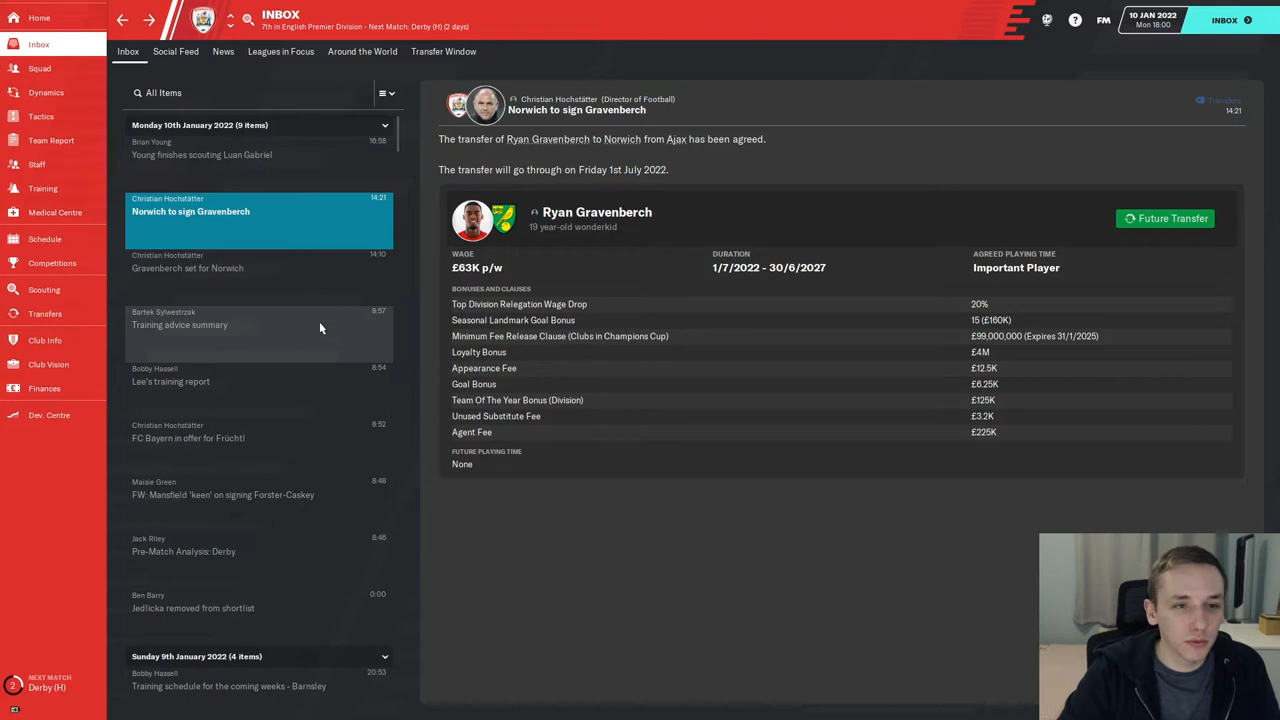 Home
Inbox
Squad
Dynamics
Tactics
Team Report
Staff
Training
Medical Centre
Schedule
Competitions
Scouting
Transfers
Club Info
Club Vision
Finances
Dev. Centre
2
NEXT MATCH
Derby (H)
INBOX
7th in English Premier Division - Next Match: Derby (H) (2 days)
?
FM
10 JAN 2022
Mon 18:00
INBOX
Inbox
Social Feed
News
Leagues in Focus
Around the World
Transfer Window
All Items
Monday 10th January 2022 (9 items)
Brian Young
16:58
Young finishes scouting Luan Gabriel
Christian Hochstätter
14:21
Norwich to sign Gravenberch
Christian Hochstätter
14:10
Gravenberch set for Norwich
Bartek Sylwestrzak
8:57
Training advice summary
Bobby Hassell
8:54
Lee's training report
Christian Hochstätter
8:52
FC Bayern in offer for Früchtl
Maisie Green
8:48
FW: Mansfield 'keen' on signing Forster-Caskey
Jack Riley
8:46
Pre-Match Analysis: Derby
Ben Barry
0:00
Jedlicka removed from shortlist
Sunday 9th January 2022 (4 items)
Bobby Hassell
20:53
Training schedule for the coming weeks - Barnsley
Christian Hochstätter (Director of Football)
Norwich to sign Gravenberch
Transfers
14:21
The transfer of Ryan Gravenberch to Norwich from Ajax has been agreed.
The transfer will go through on Friday 1st July 2022.
Ryan Gravenberch
19 year-old wonderkid
Future Transfer
WAGE
£63K p/w
DURATION
1/7/2022 - 30/6/2027
AGREED PLAYING TIME
Important Player
BONUSES AND CLAUSES
Top Division Relegation Wage Drop
20%
Seasonal Landmark Goal Bonus
15 (£160K)
Minimum Fee Release Clause (Clubs in Champions Cup)
£99,000,000 (Expires 31/1/2025)
Loyalty Bonus
£4M
Appearance Fee
£12.5K
Goal Bonus
£6.25K
Team Of The Year Bonus (Division)
£125K
Unused Substitute Fee
£3.2K
Agent Fee
£225K
FUTURE PLAYING TIME
None